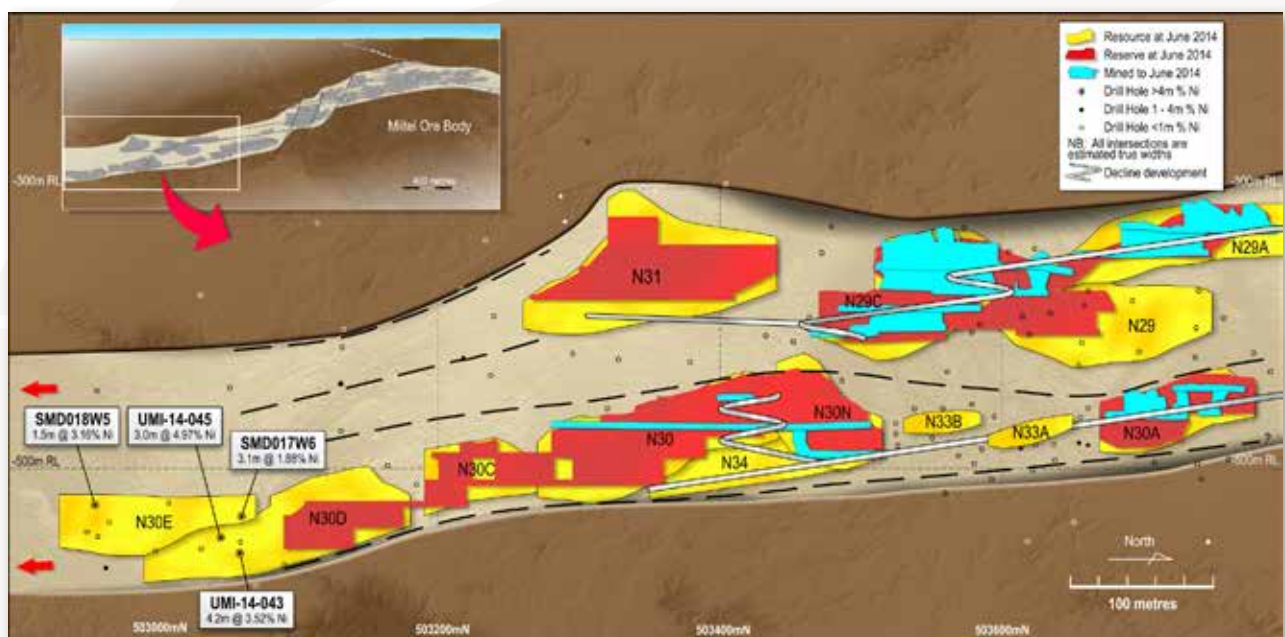 Resource at June 2014
Reserve at June 2014
Mined to June 2014
Drill Hole >4m % Ni
Drill Hole 1 - 4m % Ni
Drill Hole <1m % Ni
NB: All intersections are
estimated true widths
Decline development
Miitel Ore Body
400 metres
-300m RL
-300m RL
N29A
N31
N29C
N29
N30N
N33B
N30
N33A
N30A
N34
N30C
-500m RL
-500m RL
?
SMD018W5
1.5m @ 3.16% Ni
UMI-14-045
3.0m @ 4.97% Ni
SMD017W6
3.1m @ 1.88% Ni
N30E
N30D
UMI-14-043
4.2m @ 3.52% Ni
North
100 metres
503000mN
503200mN
503400mN
503600mN